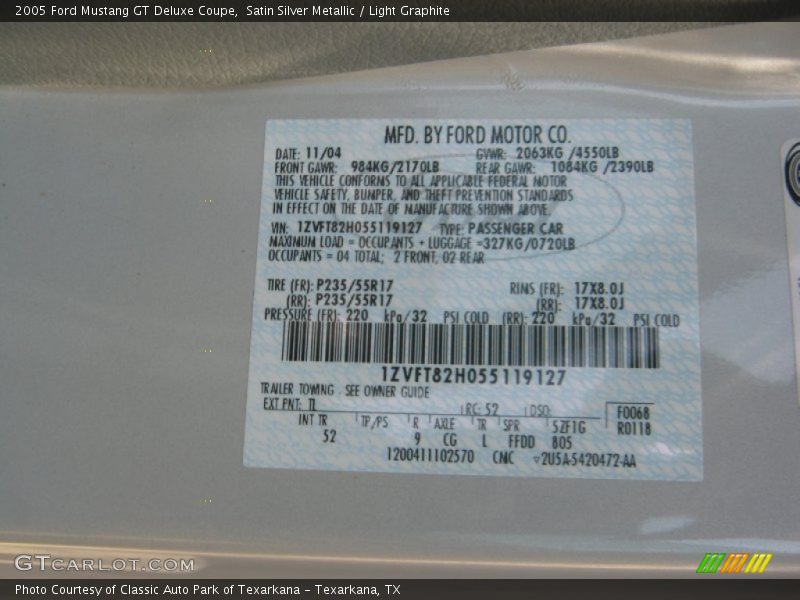 2005 Ford Mustang GT Deluxe Coupe, Satin Silver Metallic / Light Graphite
MFD. BY FORD MOTOR CO.
DATE: 11/04 GVWR: 2063KG /4550LB
FRONT GAWR: 984KG/2170LB REAR GAWR: 1084KG /2390LB
THIS VEHICLE CONFORMS TO ALL APPLICABLE FEDERAL MOTOR
VEHICLE SAFETY, BUMPER, AND THEFT PREVENTION STANDARDS
IN EFFECT ON THE DATE OF MANUFACTURE SHOWN ABOVE.
VIN: 1ZVFT82H055119127 TYPE: PASSENGER CAR
MAXIMUM LOAD = OCCUPANTS + LUGGAGE =327KG/0720LB
OCCUPANTS = 04 TOTAL; 2 FRONT, 02 REAR
TIRE (FR): P235/55R17 RIMS (FR): 17X8.0J
(RR): P235/55R17 (RR): 17X8.0J
PRESSURE (FR): 220 kPa/32 PSI COLD (RR): 220 kPa/32 PSI COLD
1ZVFT82H055119127
TRAILER TOWING - SEE OWNER GUIDE
EXT PNT: TL RC: 52 DSO: F0068
INT TR TP/PS R AXLE TR SPR SZF1G R0118
52 9 CG L FFDD 805
1200411102570 CMC ▿2U5A-5420472-AA
GTCARLOT.COM
Photo Courtesy of Classic Auto Park of Texarkana – Texarkana, TX